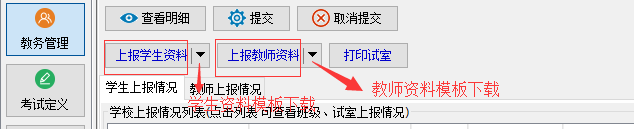 查看明细 提交 取消提交
教务管理
上报学生资料 上报教师资料 打印试室
学生上报情况 教师上报情况
教师资料模板下载
学生资料模板下载
考试定义
学校上报情况列表(点击列表 可查看班级、试室上报情况)